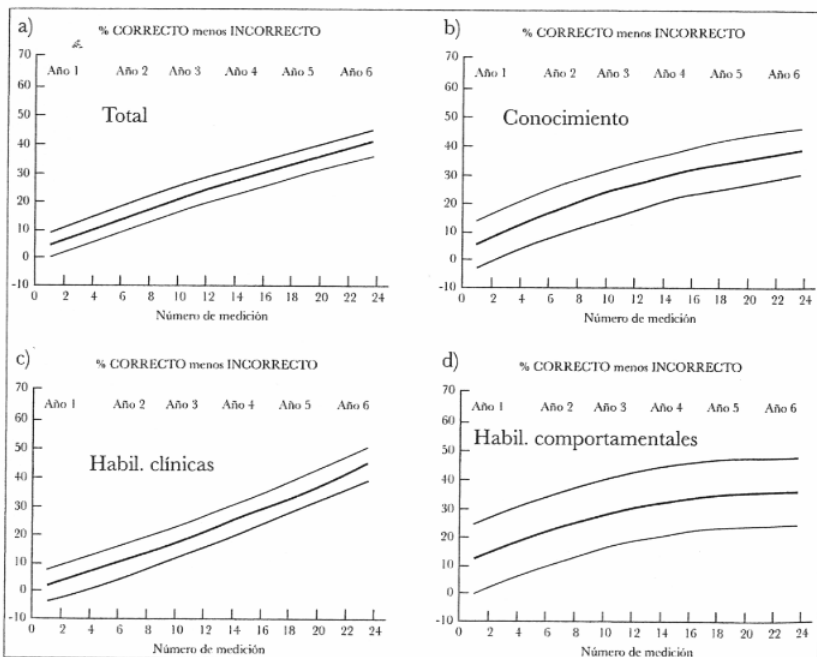 a)
% CORRECTO menos INCORRECTO
70
60
50
40
30
20
10
0
-10
Año 1 Año 2 Año 3 Año 4 Año 5 Año 6
Total
0 2 4 6 8 10 12 14 16 18 20 22 24
Número de medición
b)
% CORRECTO menos INCORRECTO
70
60
50
40
30
20
10
0
-10
Año 1 Año 2 Año 3 Año 4 Año 5 Año 6
Conocimiento
0 2 4 6 8 10 12 14 16 18 20 22 24
Número de medición
c)
% CORRECTO menos INCORRECTO
70
60
50
40
30
20
10
0
-10
Año 1 Año 2 Año 3 Año 4 Año 5 Año 6
Habil. clínicas
0 2 4 6 8 10 12 14 16 18 20 22 24
Número de medición
d)
% CORRECTO menos INCORRECTO
70
60
50
40
30
20
10
0
-10
Año 1 Año 2 Año 3 Año 4 Año 5 Año 6
Habil. comportamentales
0 2 4 6 8 10 12 14 16 18 20 22 24
Número de medición